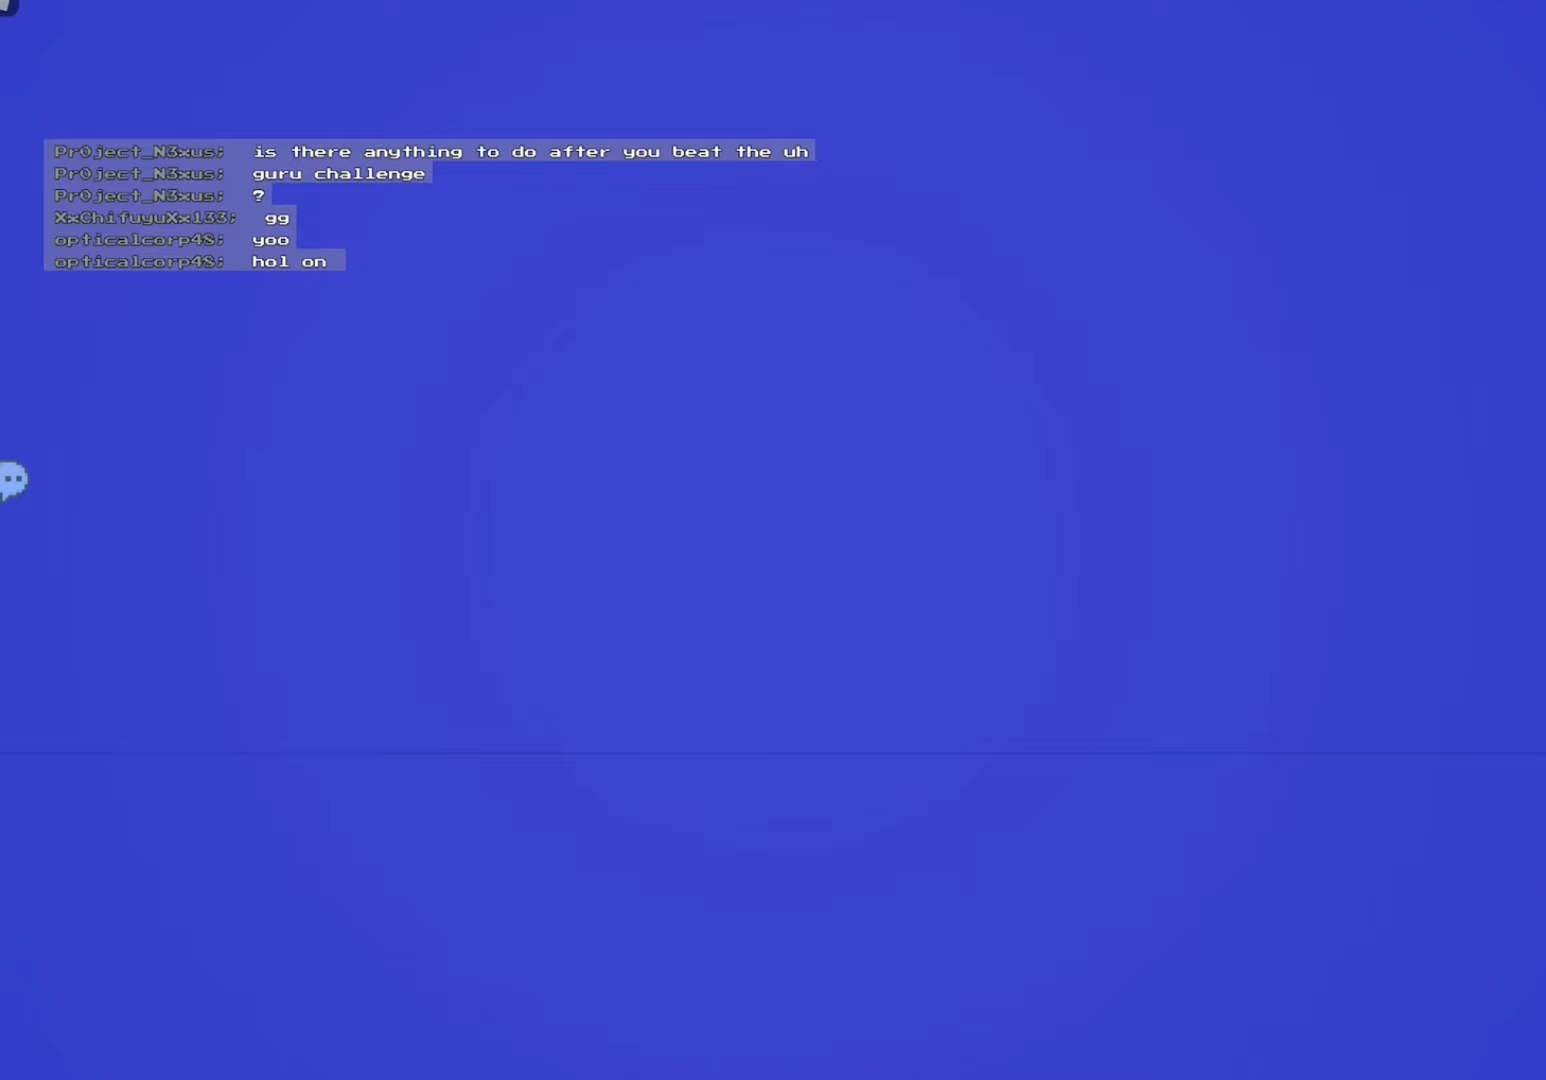 Pr0ject_N3xus: is there anything to do after you beat the uh
Pr0ject_N3xus: guru challenge
Pr0ject_N3xus: ?
XxChifuyuXx133: gg
opticalcorp48: yoo
opticalcorp48: hol on